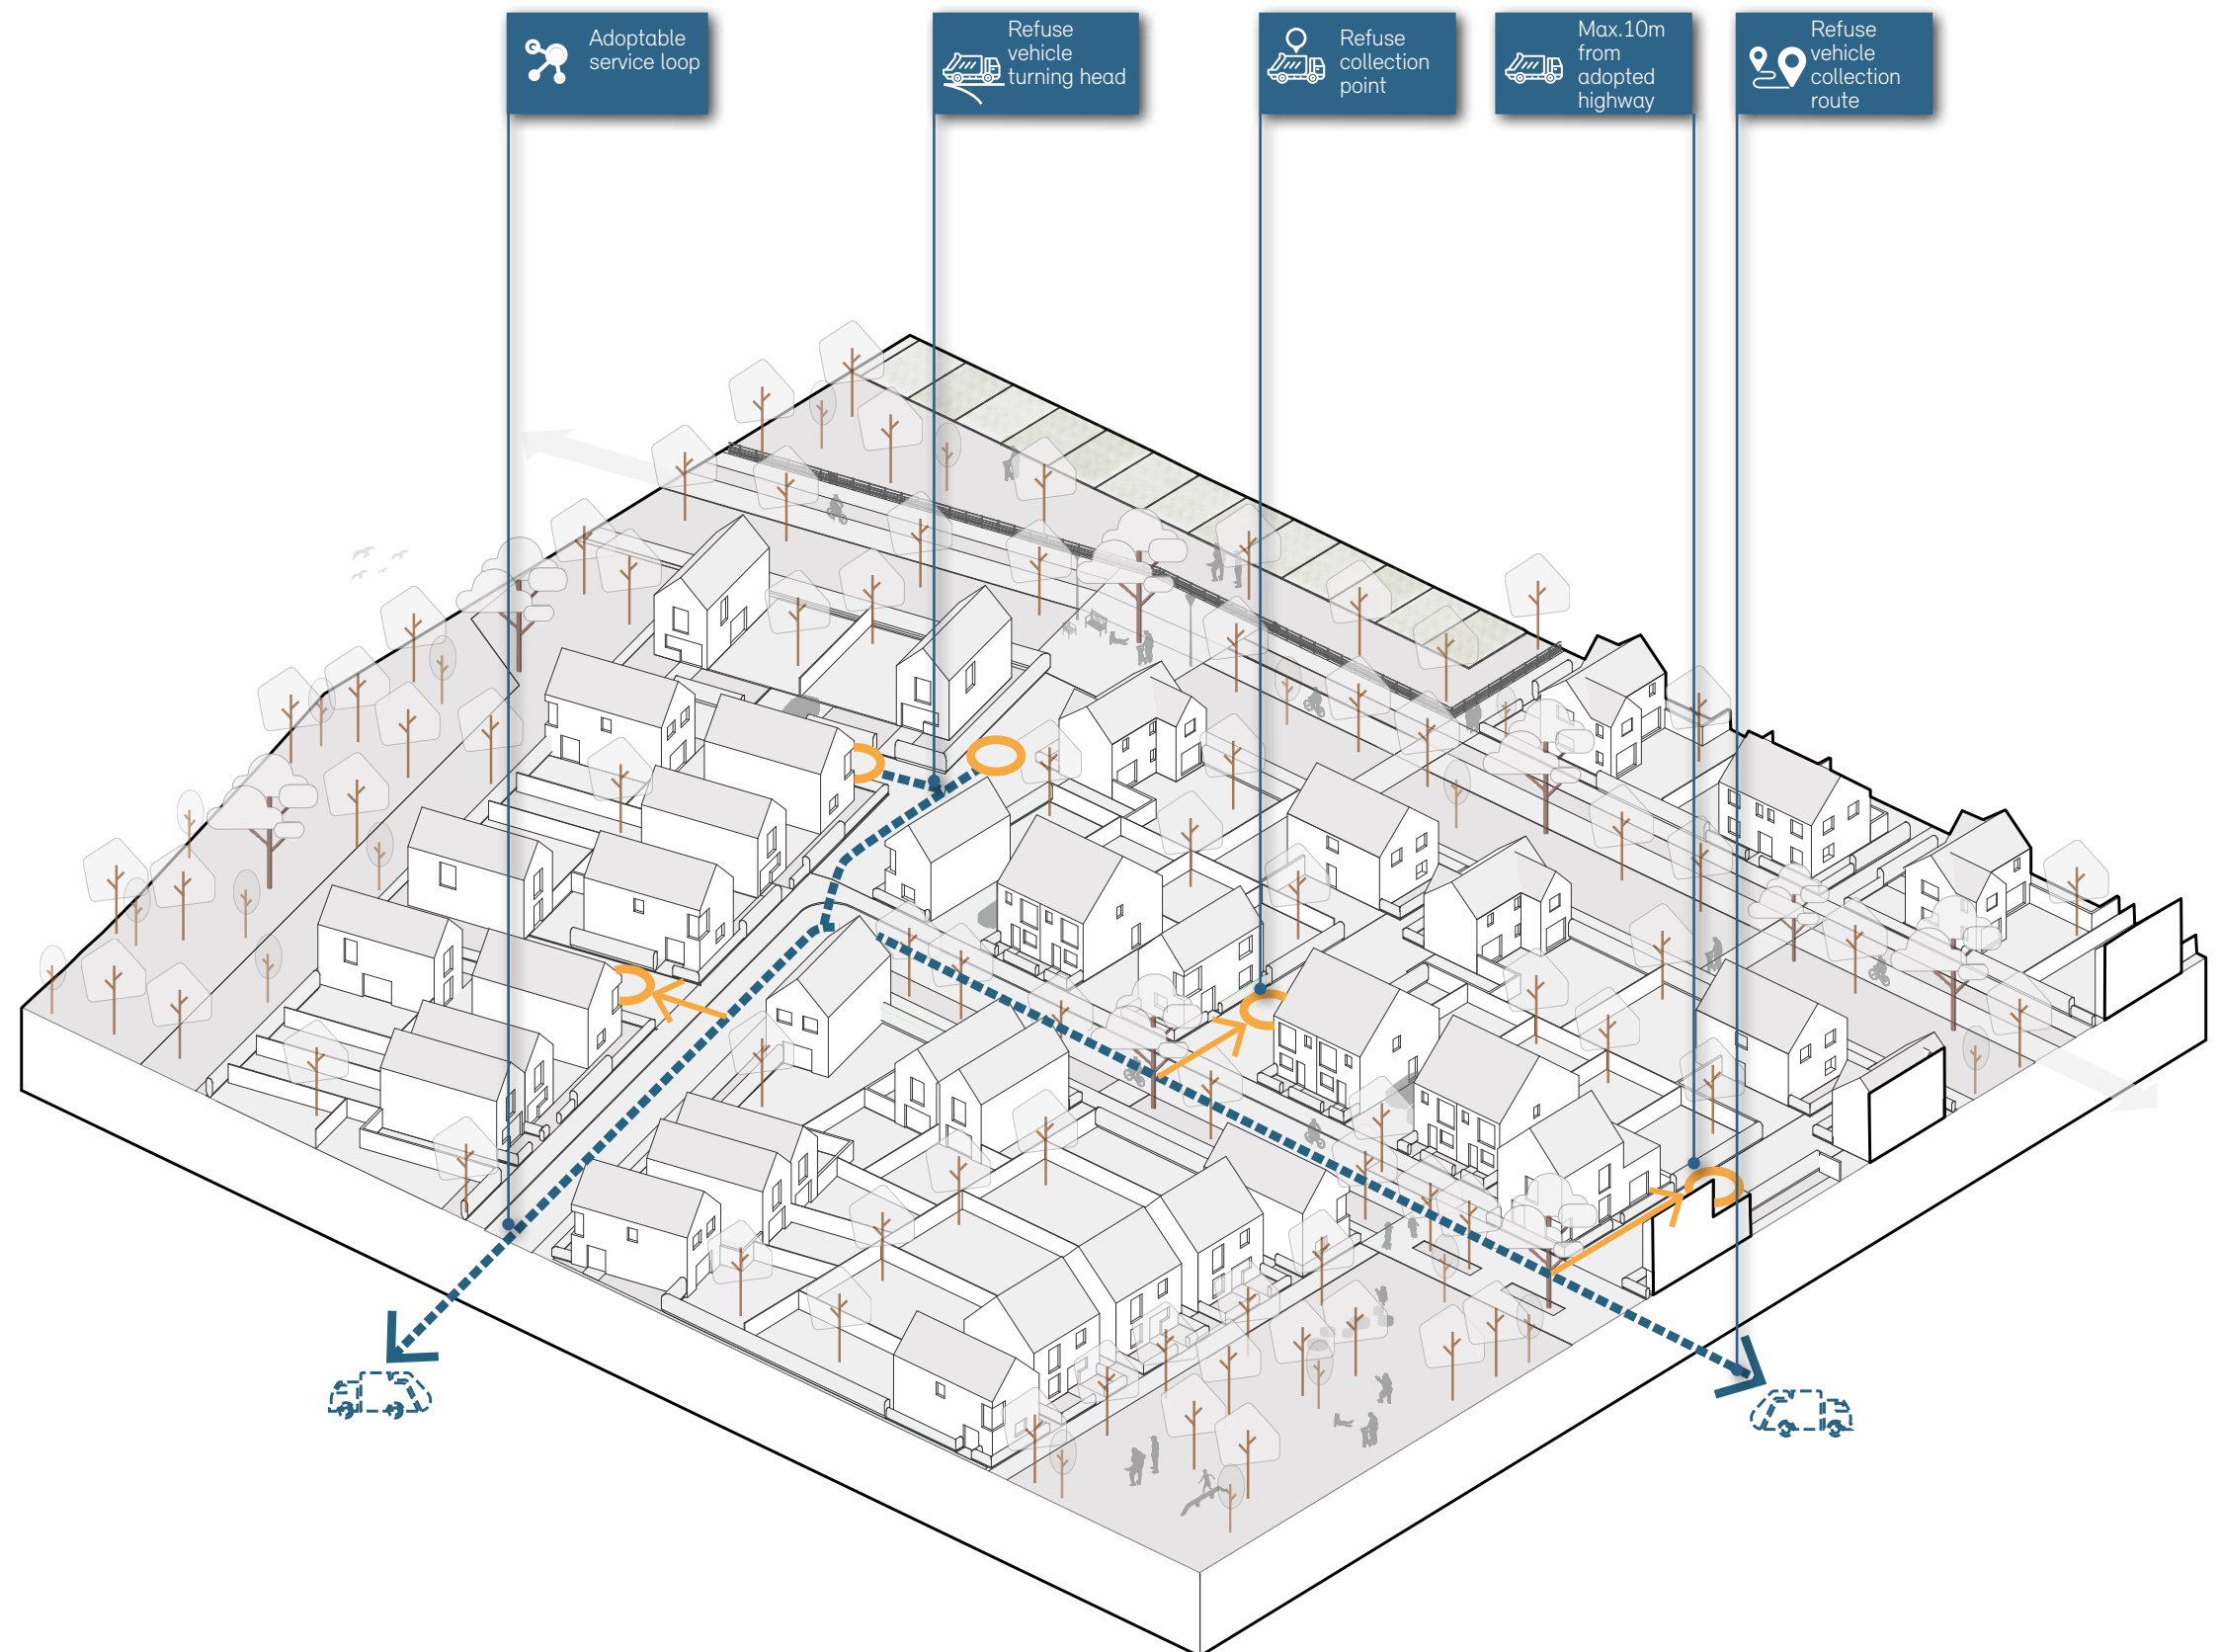 Adoptable
service loop
Refuse
vehicle
turning head
Refuse
collection
point
Max.10m
from
adopted
highway
Refuse
vehicle
collection
route